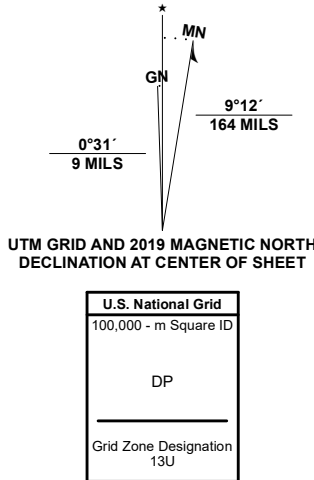 ★
MN
GN
9°12´
164 MILS
0°31´
9 MILS
UTM GRID AND 2019 MAGNETIC NORTH
DECLINATION AT CENTER OF SHEET
U.S. National Grid
100,000 - m Square ID
DP
Grid Zone Designation
13U